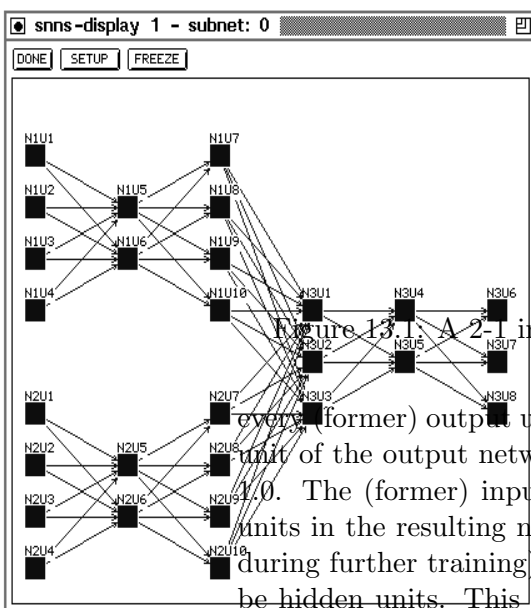 snns-display 1 - subnet: 0
DONE SETUP FREEZE
N1U1 N1U7
N1U2 N1U5 N1U8
N1U3 N1U6 N1U9
N1U4 N1U10 N3U1 N3U4 N3U6
Figure 13.1: A 2-1 in
N3U2 N3U5 N3U7
N2U1 N2U7 N3U3 N3U8
every (former) output u
N2U2 N2U5 N2U8
unit of the output netw
N2U3 N2U6 N2U9
1.0. The (former) inpu
units in the resulting n
N2U4 N2U10
during further training
be hidden units. This